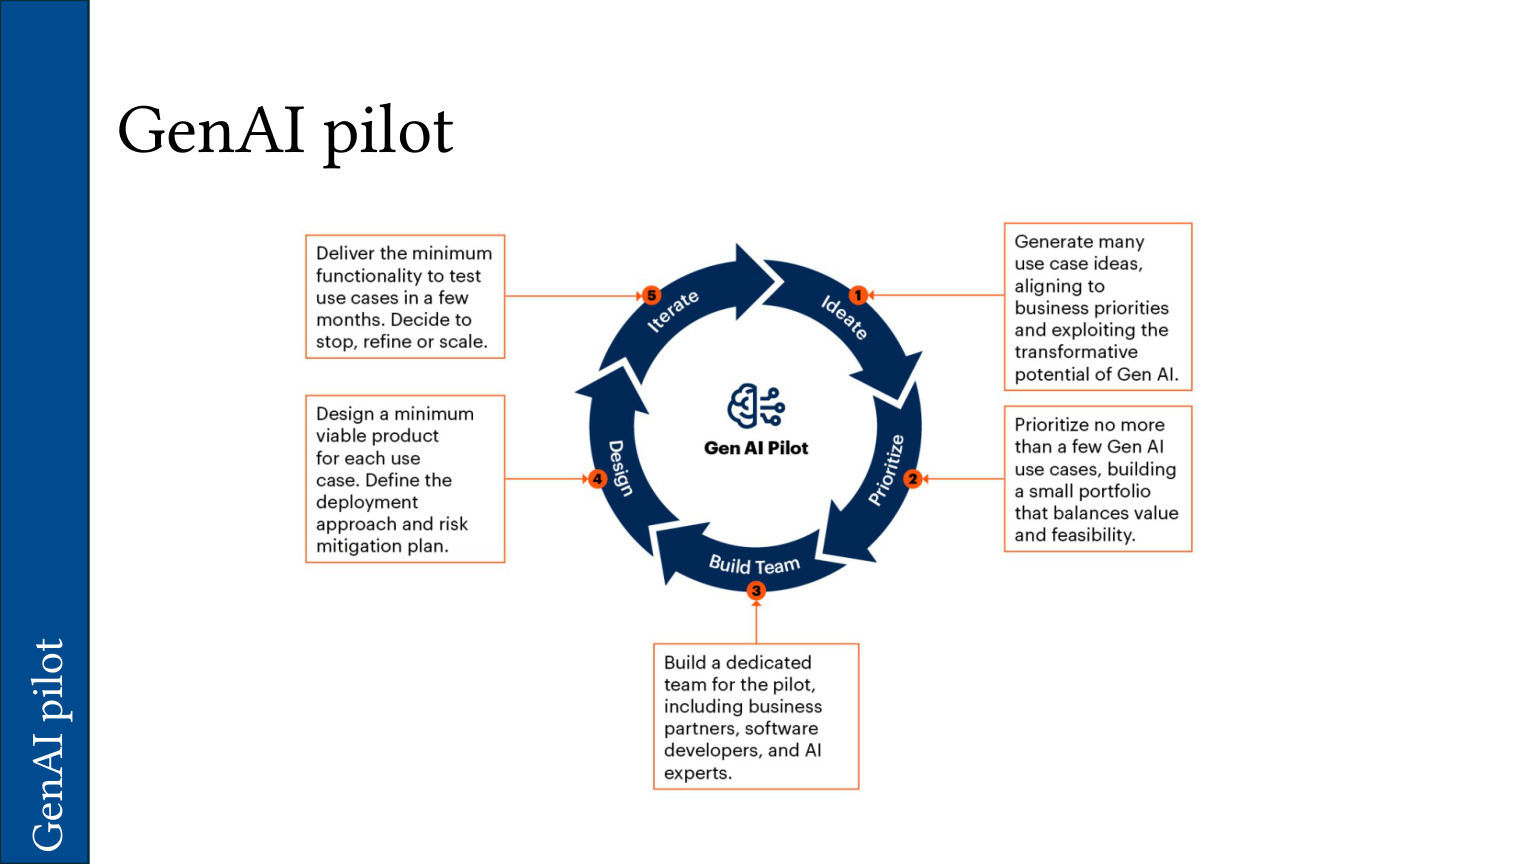 GenAI pilot
GenAI pilot
Deliver the minimum
functionality to test
use cases in a few
months. Decide to
stop, refine or scale.
5
Iterate
1
Ideate
Generate many
use case ideas,
aligning to
business priorities
and exploiting the
transformative
potential of Gen AI.
Gen AI Pilot
Prioritize
2
Prioritize no more
than a few Gen AI
use cases, building
a small portfolio
that balances value
and feasibility.
Build Team
3
Build a dedicated
team for the pilot,
including business
partners, software
developers, and AI
experts.
Design
4
Design a minimum
viable product
for each use
case. Define the
deployment
approach and risk
mitigation plan.